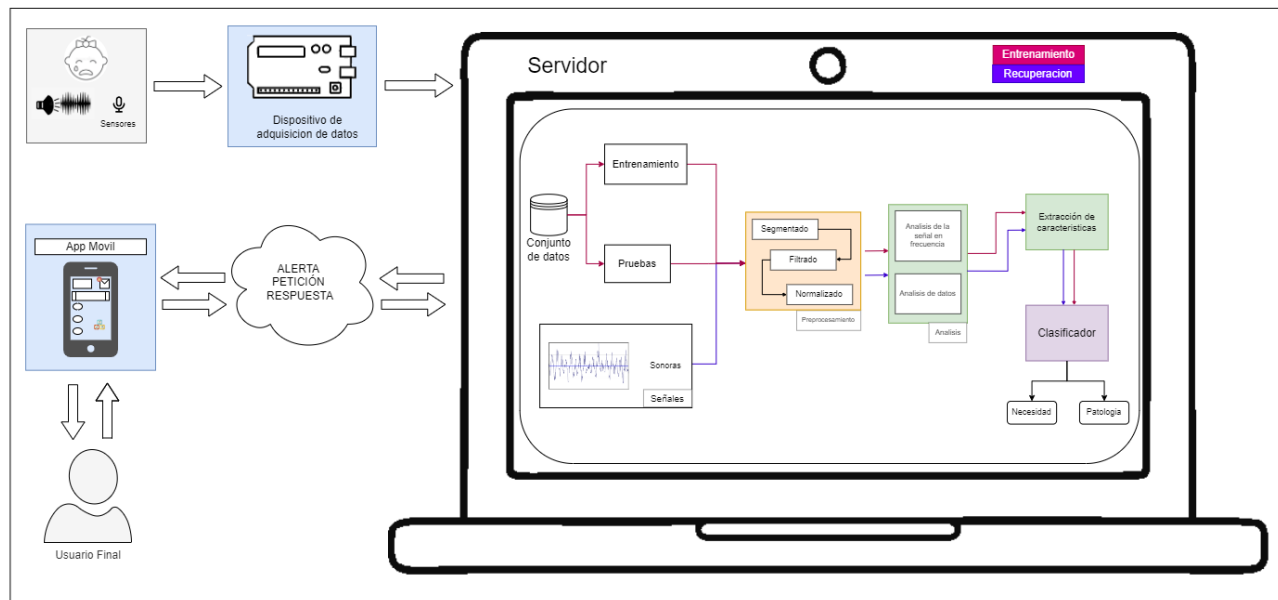 Sensores
Dispositivo de
adquisicion de datos
Servidor
Entrenamiento
Recuperacion
Entrenamiento
Conjunto
de datos
Pruebas
Sonoras
Señales
Segmentado
Filtrado
Normalizado
Preprocesamiento
Analisis de la
señal en
frecuencia
Analisis de datos
Analisis
Extracción de
caracteristicas
Clasificador
Necesidad
Patología
App Movil
ALERTA
PETICIÓN
RESPUESTA
Usuario Final